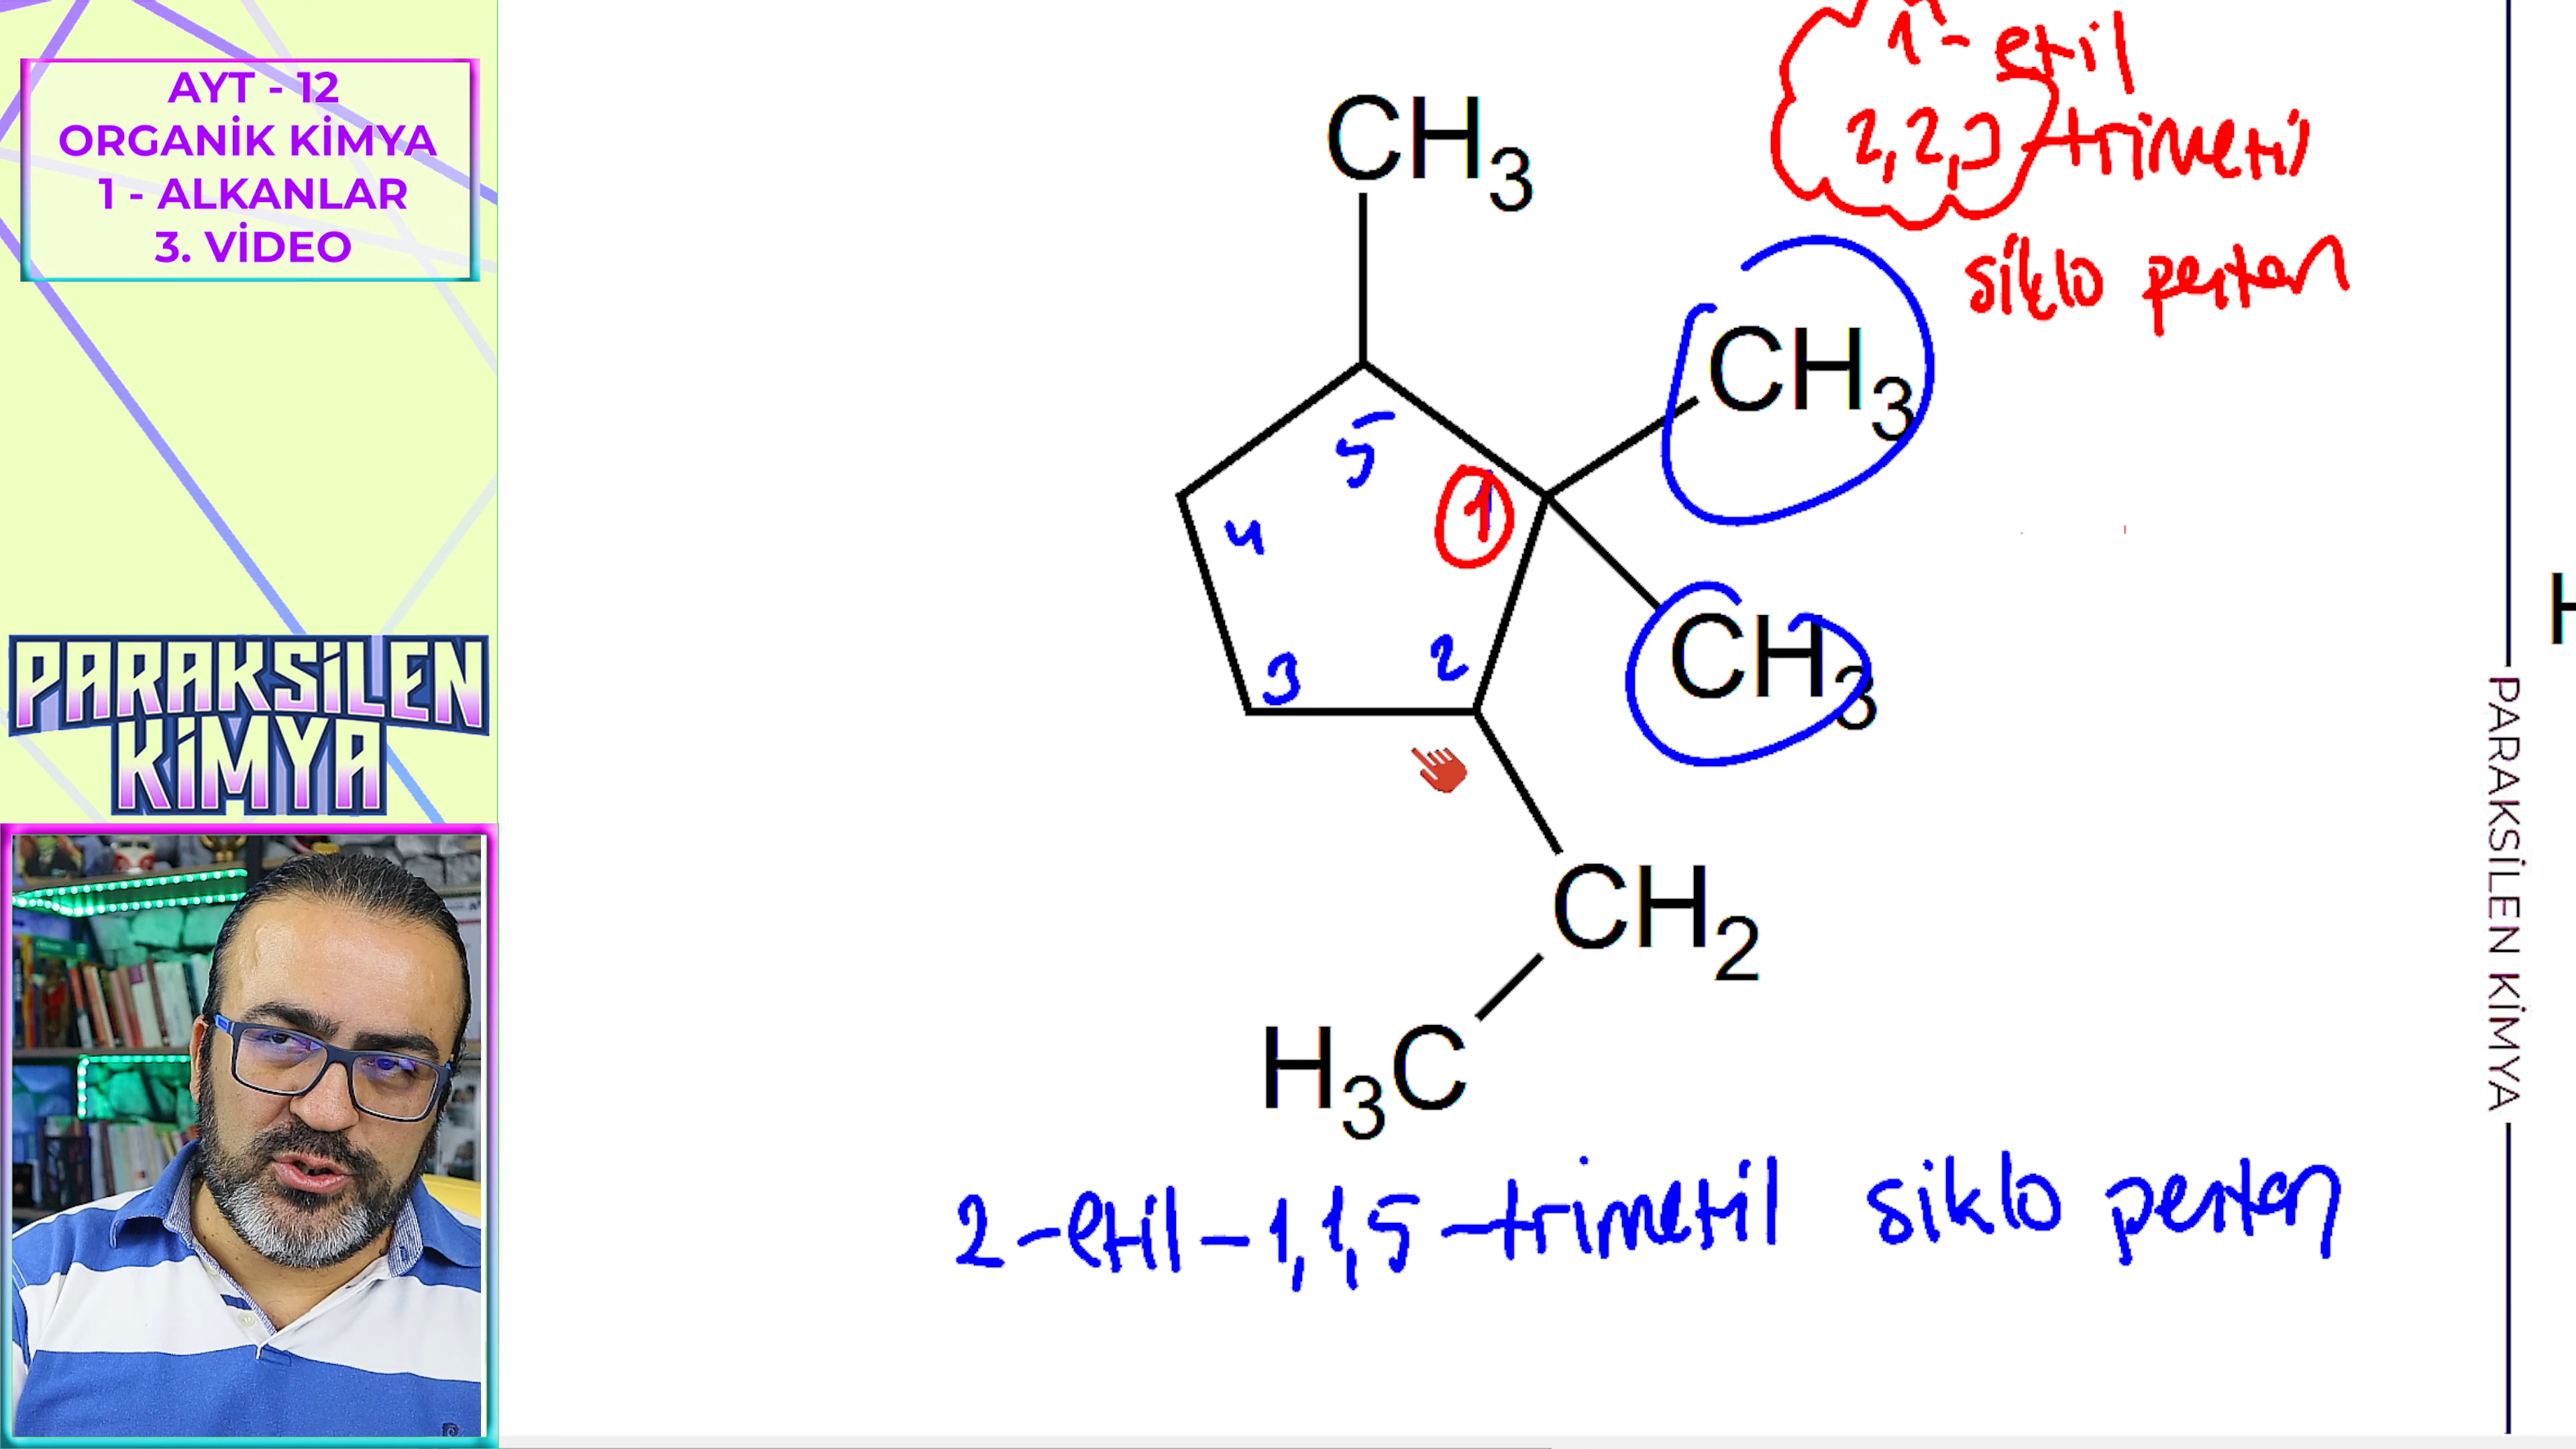 AYT - 12
ORGANİK KİMYA
1 - ALKANLAR
3. VİDEO
PARAKSİLEN
KİMYA
1-etil
2,2,3 trimetil
siklo pentan
CH3
CH3
CH3
5
1
4
2
3
CH2
H3C
2-etil-1,1,5-trimetil siklo pentan
H
PARAKSİLEN KİMYA